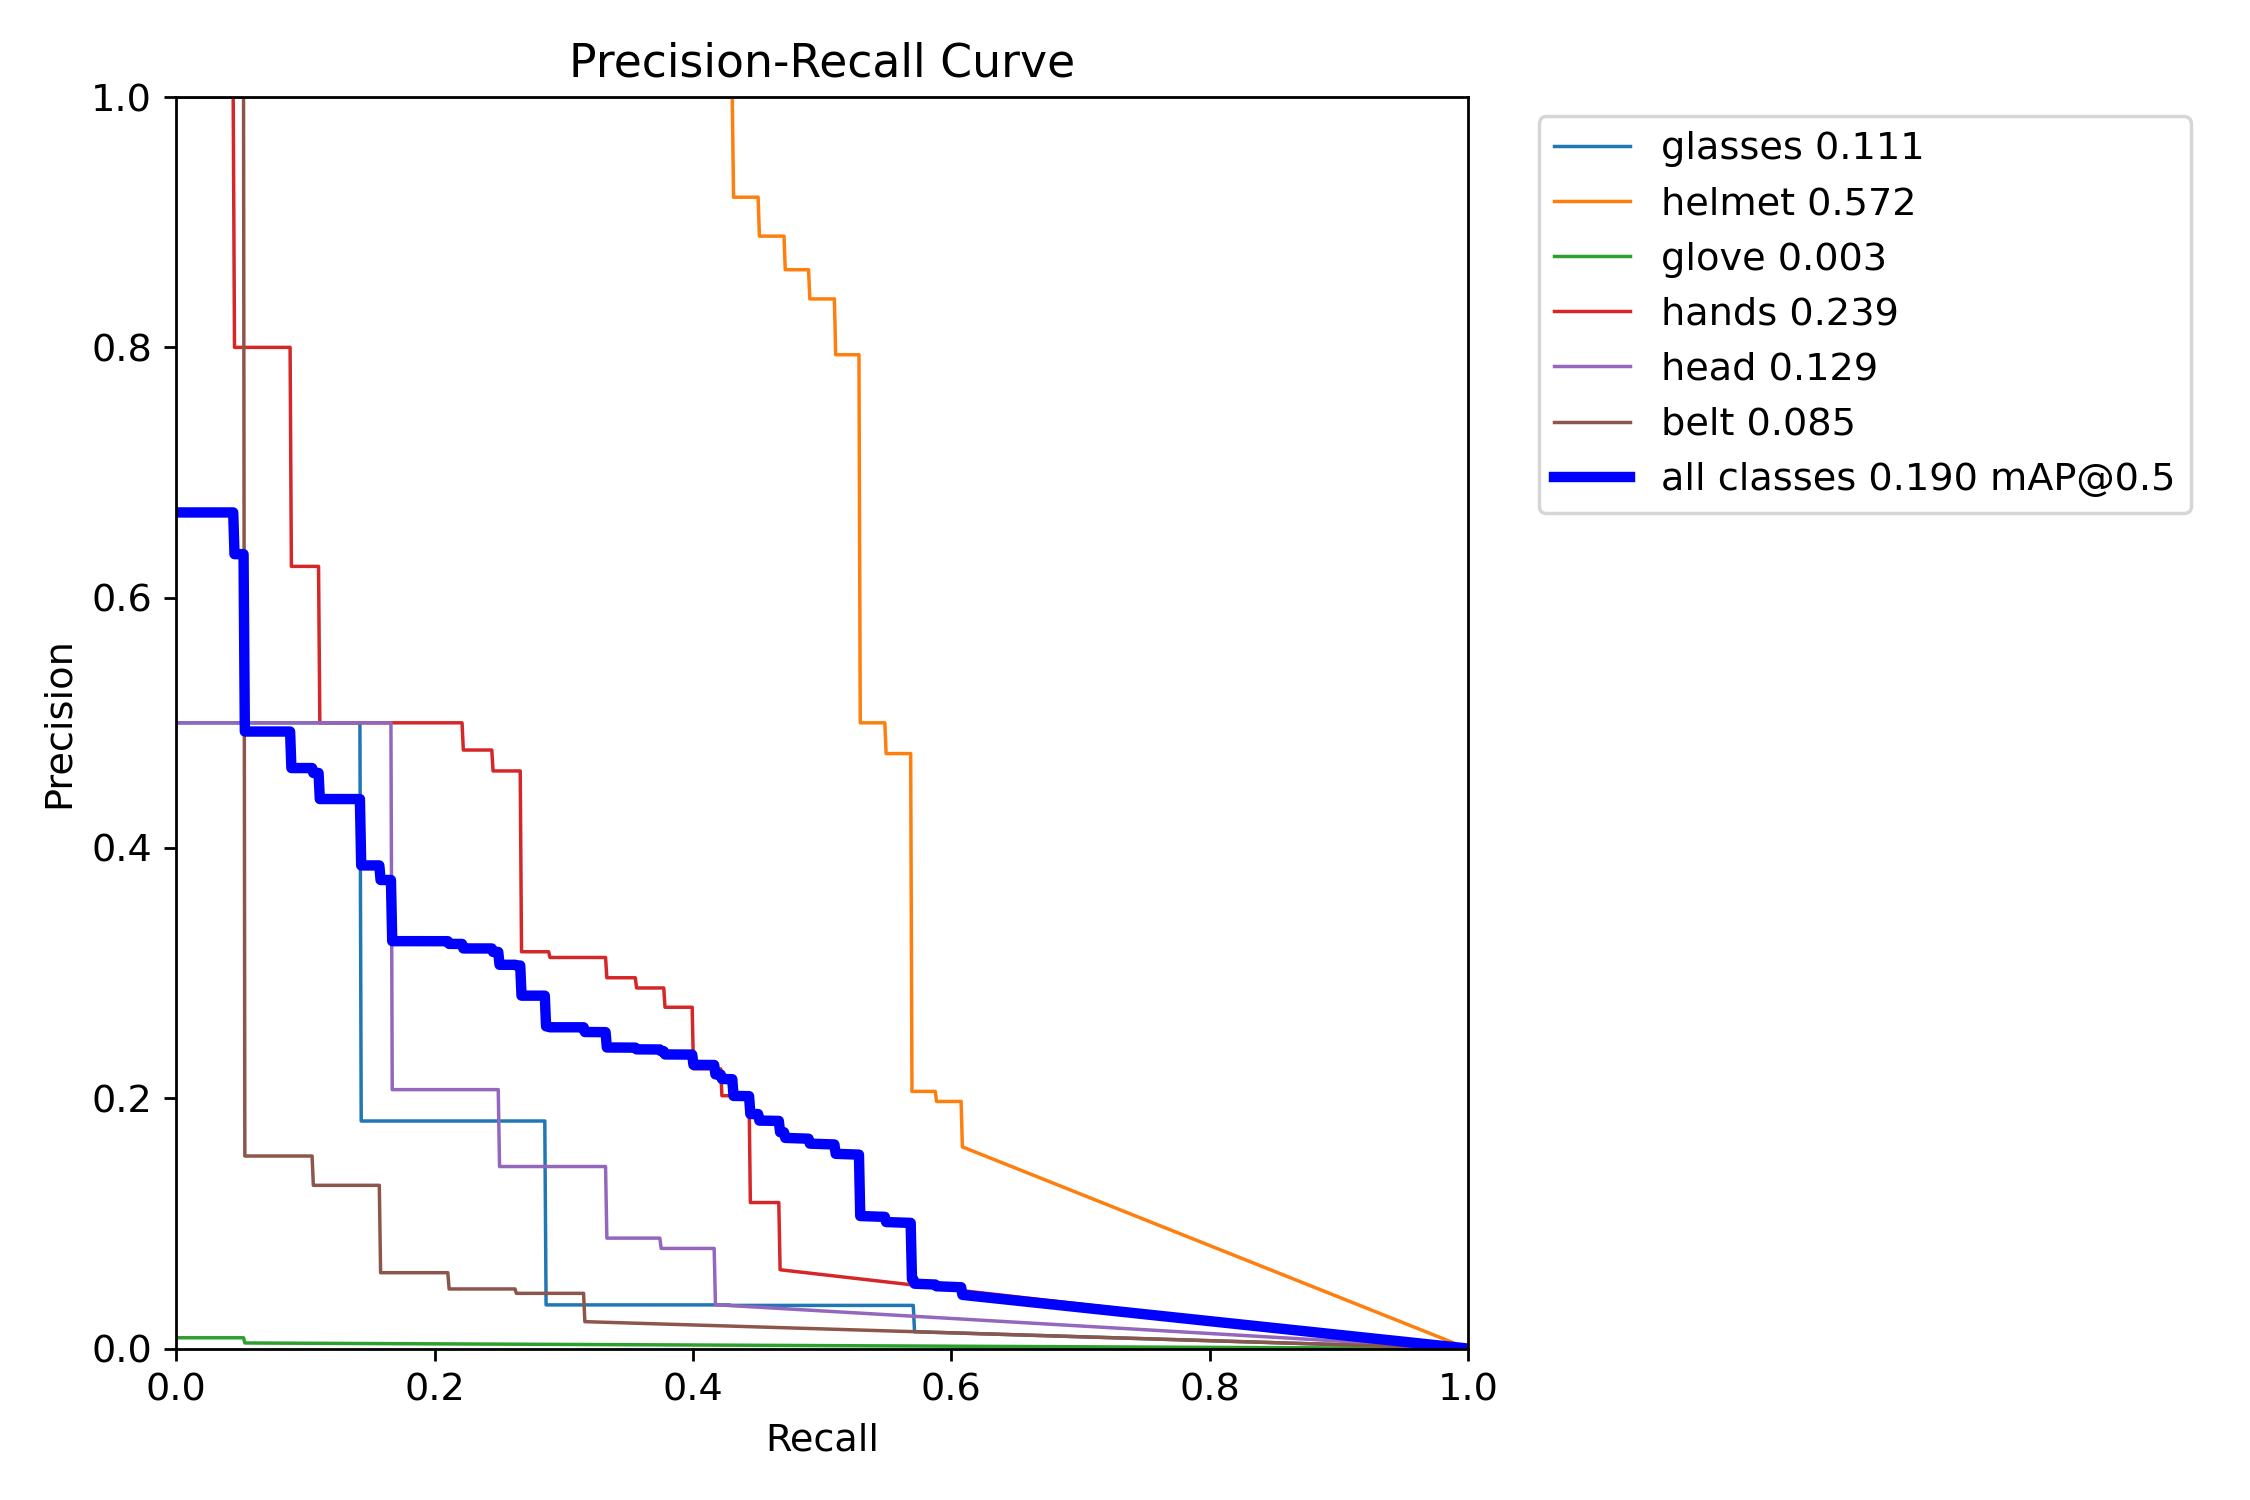 Precision-Recall Curve
1.0
0.8
0.6
0.4
0.2
0.0
Precision
0.0 0.2 0.4 0.6 0.8 1.0
Recall
glasses 0.111
helmet 0.572
glove 0.003
hands 0.239
head 0.129
belt 0.085
all classes 0.190 mAP@0.5